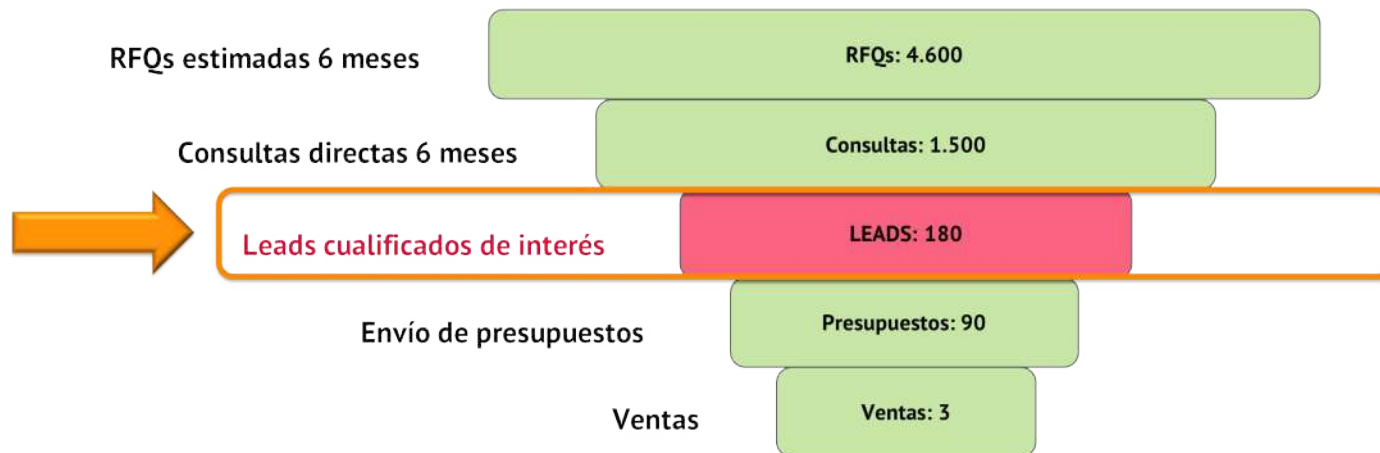 RFQs estimadas 6 meses
RFQs: 4.600
Consultas directas 6 meses
Consultas: 1.500
Leads cualificados de interés
LEADS: 180
Envío de presupuestos
Presupuestos: 90
Ventas
Ventas: 3